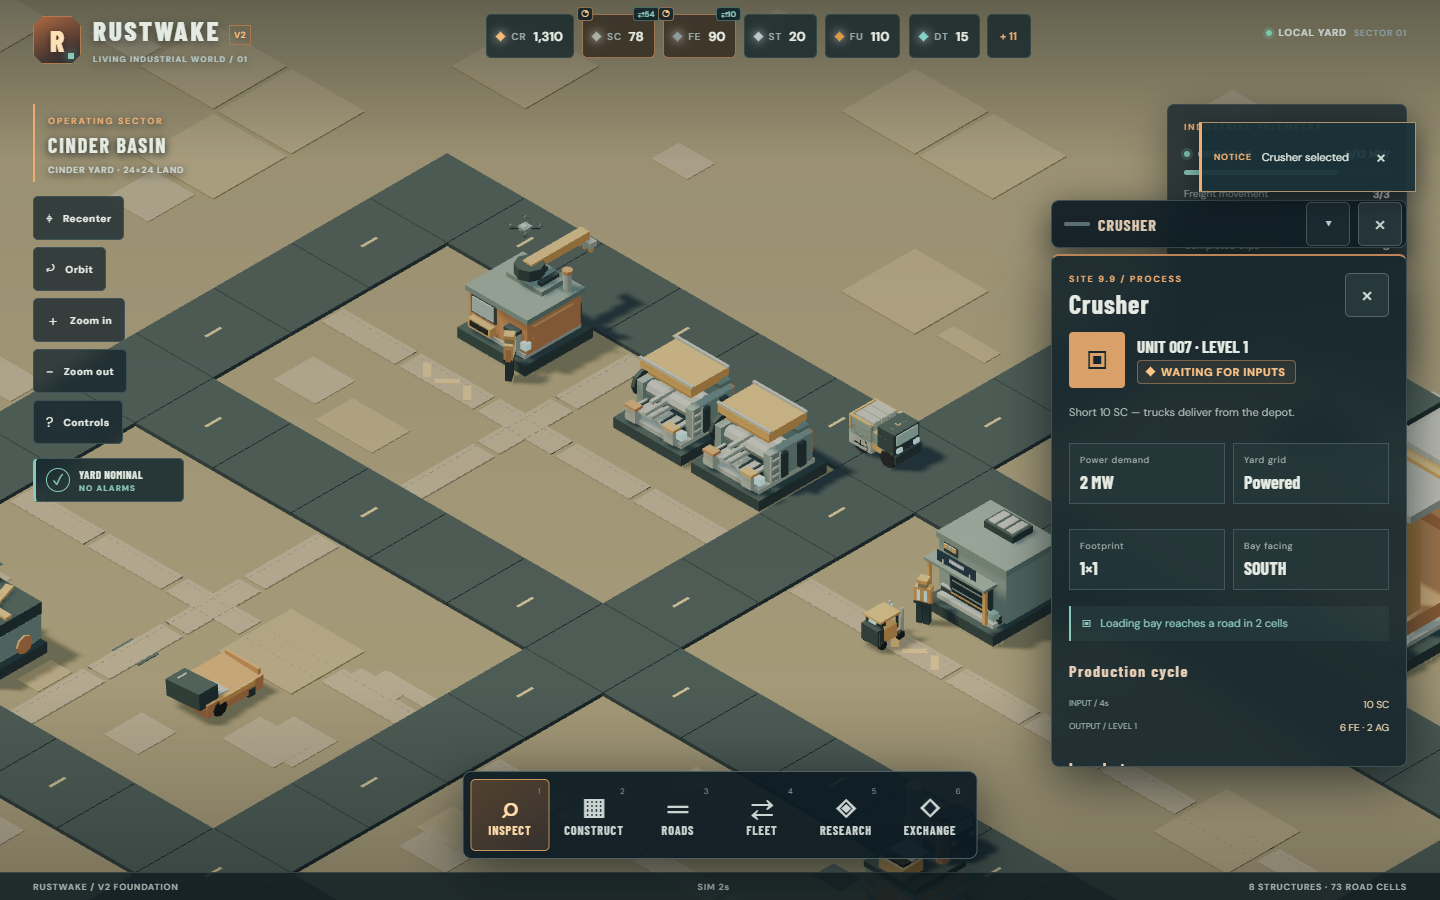 R
RUSTWAKE V2
LIVING INDUSTRIAL WORLD / 01
CR 1,310
⇄54
SC 78
⇄10
FE 90
ST 20
FU 110
DT 15
+11
LOCAL YARD SECTOR 01
OPERATING SECTOR
CINDER BASIN
CINDER YARD · 24×24 LAND
Recenter
Orbit
+ Zoom in
− Zoom out
? Controls
YARD NOMINAL
NO ALARMS
NOTICE Crusher selected ×
Freight movement 3/3
CRUSHER ▼ ×
SITE 9.9 / PROCESS
Crusher ×
UNIT 007 · LEVEL 1
◆ WAITING FOR INPUTS
Short 10 SC — trucks deliver from the depot.
Power demand
2 MW
Yard grid
Powered
Footprint
1×1
Bay facing
SOUTH
Loading bay reaches a road in 2 cells
Production cycle
INPUT / 4s 10 SC
OUTPUT / LEVEL 1 6 FE · 2 AG
1 INSPECT
2 CONSTRUCT
3 ROADS
4 FLEET
5 RESEARCH
6 EXCHANGE
RUSTWAKE / V2 FOUNDATION
SIM 2s
8 STRUCTURES · 73 ROAD CELLS